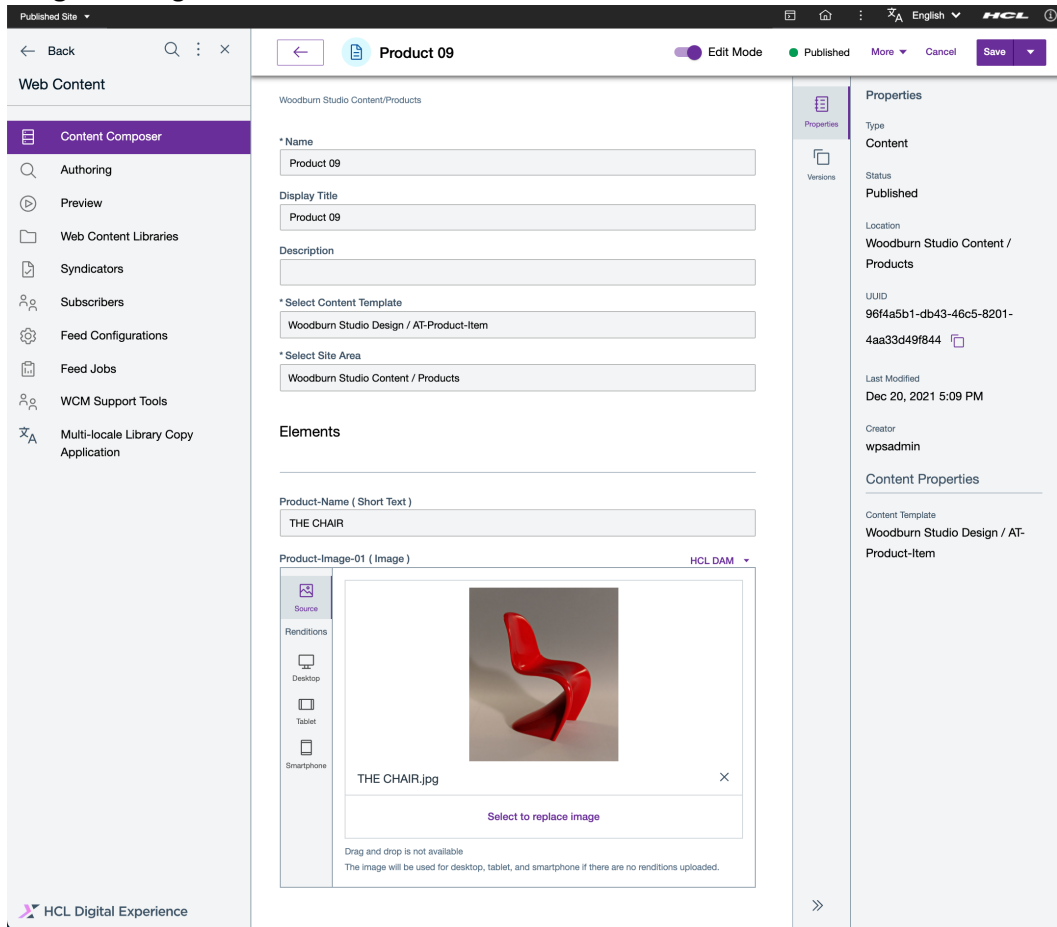 Published Site
English
HCL
Back
Web Content
Content Composer
Authoring
Preview
Web Content Libraries
Syndicators
Subscribers
Feed Configurations
Feed Jobs
WCM Support Tools
Multi-locale Library Copy
Application
HCL Digital Experience
Product 09
Edit Mode
Published
More
Cancel
Save
Woodburn Studio Content/Products
* Name
Product 09
Display Title
Product 09
Description
* Select Content Template
Woodburn Studio Design / AT-Product-Item
* Select Site Area
Woodburn Studio Content / Products
Elements
Product-Name ( Short Text )
THE CHAIR
Product-Image-01 ( Image )
HCL DAM
Source
Renditions
Desktop
Tablet
Smartphone
THE CHAIR.jpg
Select to replace image
Drag and drop is not available
The image will be used for desktop, tablet, and smartphone if there are no renditions uploaded.
Properties
Versions
Properties
Type
Content
Status
Published
Location
Woodburn Studio Content /
Products
UUID
96f4a5b1-db43-46c5-8201-
4aa33d49f844
Last Modified
Dec 20, 2021 5:09 PM
Creator
wpsadmin
Content Properties
Content Template
Woodburn Studio Design / AT-
Product-Item